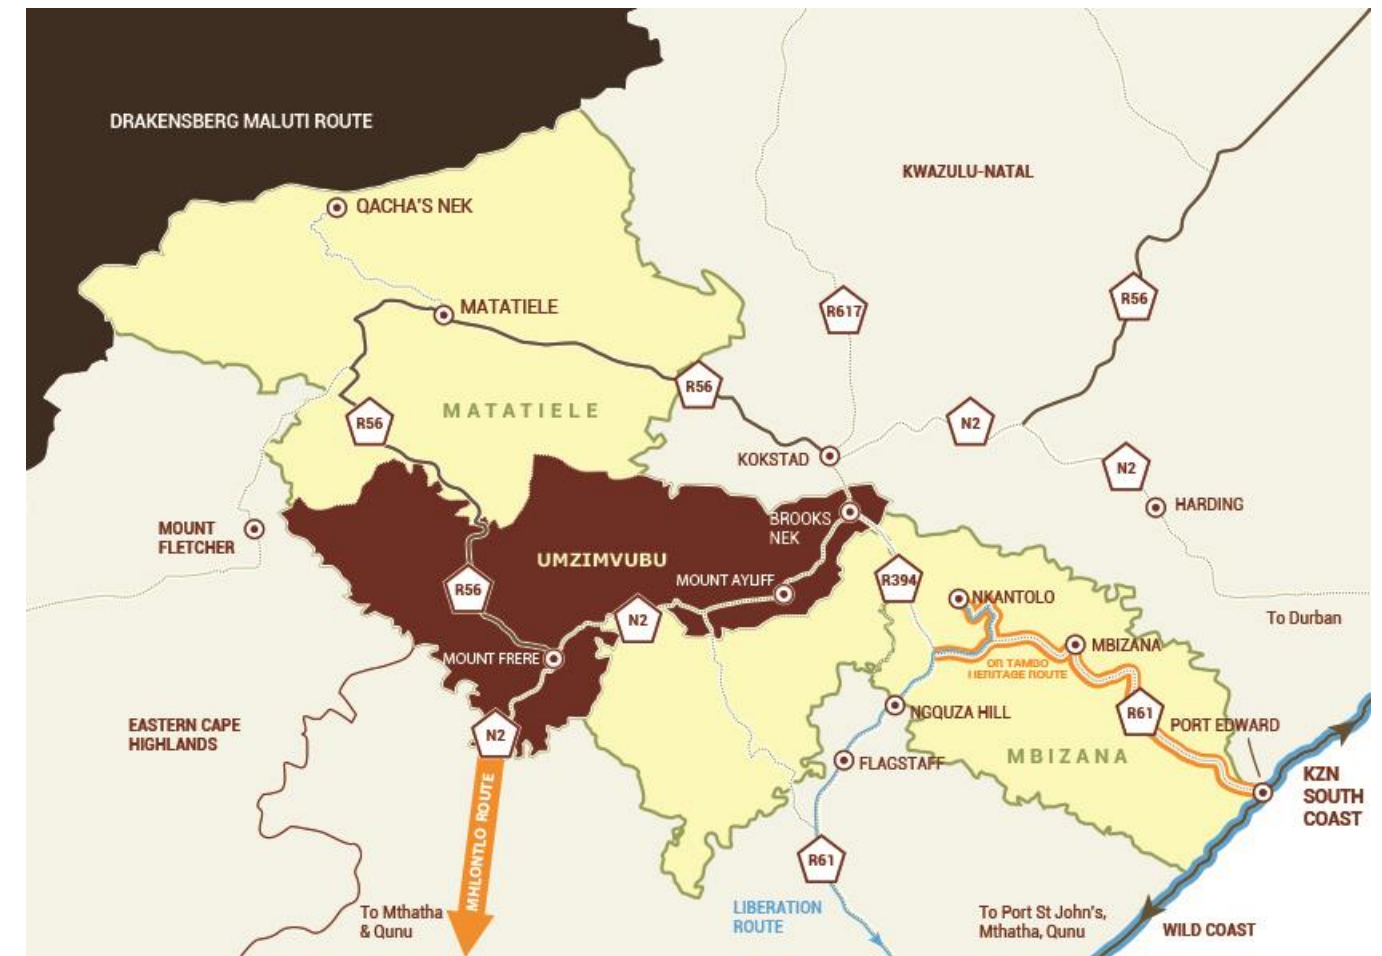 DRAKENSBERG MALUTI ROUTE
KWAZULU-NATAL
QACHA'S NEK
MATATIELE
R617
R56
R56
R56
MATATIELE
N2
KOKSTAD
N2
HARDING
BROOKS
NEK
MOUNT
FLETCHER
UMZIMVUBU
MOUNT AYLIFF
R394
R56
NKANTOLO
N2
To Durban
MBIZANA
MOUNT FRERE
OR TAMBO
HERITAGE ROUTE
NGQUZA HILL
R61
PORT EDWARD
EASTERN CAPE
HIGHLANDS
N2
MBIZANA
FLAGSTAFF
KZN
SOUTH
COAST
MHLONTLO ROUTE
R61
To Mthatha
& Qunu
LIBERATION
ROUTE
To Port St John's,
Mthatha, Qunu
WILD COAST